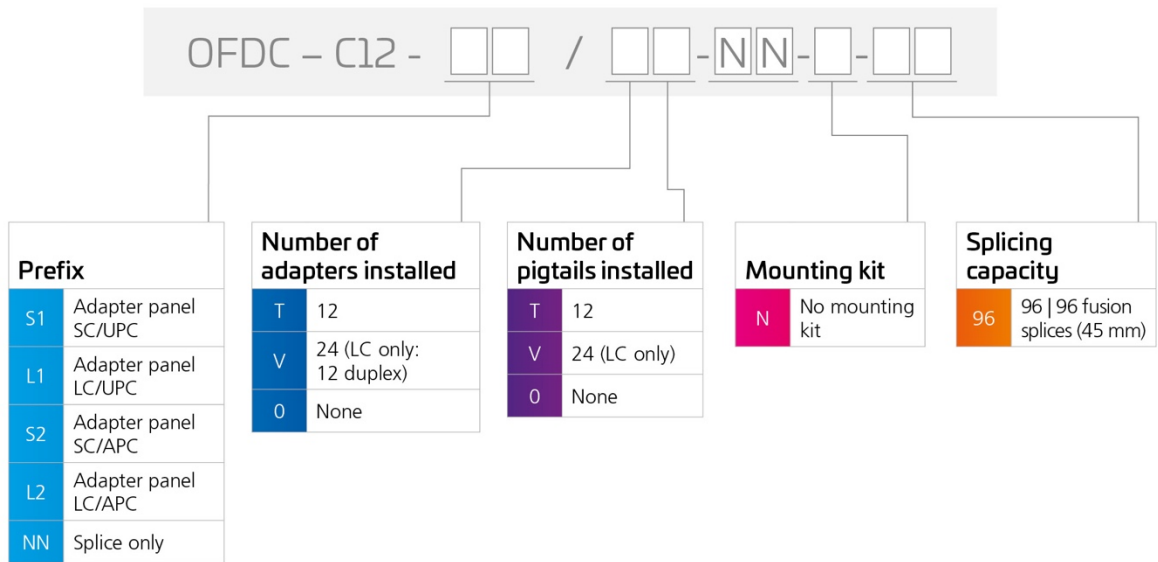 OFDC – C12 - / - NN - -
Prefix
S1 Adapter panel
SC/UPC
L1 Adapter panel
LC/UPC
S2 Adapter panel
SC/APC
L2 Adapter panel
LC/APC
NN Splice only
Number of
adapters installed
T 12
V 24 (LC only:
12 duplex)
0 None
Number of
pigtails installed
T 12
V 24 (LC only)
0 None
Mounting kit
N No mounting
kit
Splicing
capacity
96 96 | 96 fusion
splices (45 mm)